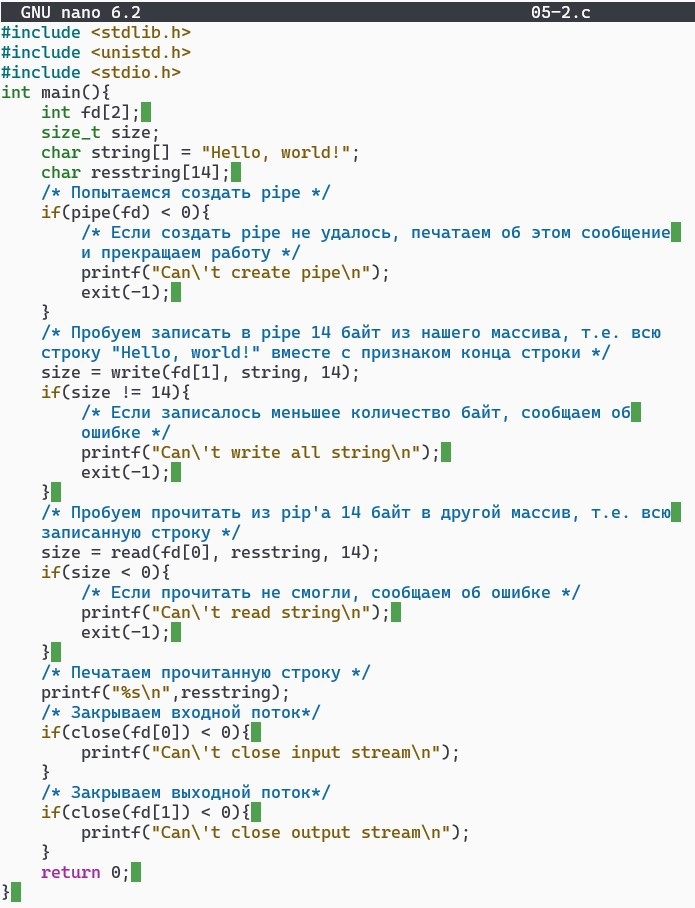 GNU nano 6.2 05-2.c
#include <stdlib.h>
#include <unistd.h>
#include <stdio.h>
int main(){
    int fd[2];
    size_t size;
    char string[] = "Hello, world!";
    char resstring[14];
    /* Попытаемся создать pipe */
    if(pipe(fd) < 0){
        /* Если создать pipe не удалось, печатаем об этом сообщение
        и прекращаем работу */
        printf("Can\'t create pipe\n");
        exit(-1);
    }
    /* Пробуем записать в pipe 14 байт из нашего массива, т.е. всю
    строку "Hello, world!" вместе с признаком конца строки */
    size = write(fd[1], string, 14);
    if(size != 14){
        /* Если записалось меньшее количество байт, сообщаем об
        ошибке */
        printf("Can\'t write all string\n");
        exit(-1);
    }
    /* Пробуем прочитать из pip'а 14 байт в другой массив, т.е. всю
    записанную строку */
    size = read(fd[0], resstring, 14);
    if(size < 0){
        /* Если прочитать не смогли, сообщаем об ошибке */
        printf("Can\'t read string\n");
        exit(-1);
    }
    /* Печатаем прочитанную строку */
    printf("%s\n",resstring);
    /* Закрываем входной поток*/
    if(close(fd[0]) < 0){
        printf("Can\'t close input stream\n");
    }
    /* Закрываем выходной поток*/
    if(close(fd[1]) < 0){
        printf("Can\'t close output stream\n");
    }
    return 0;
}